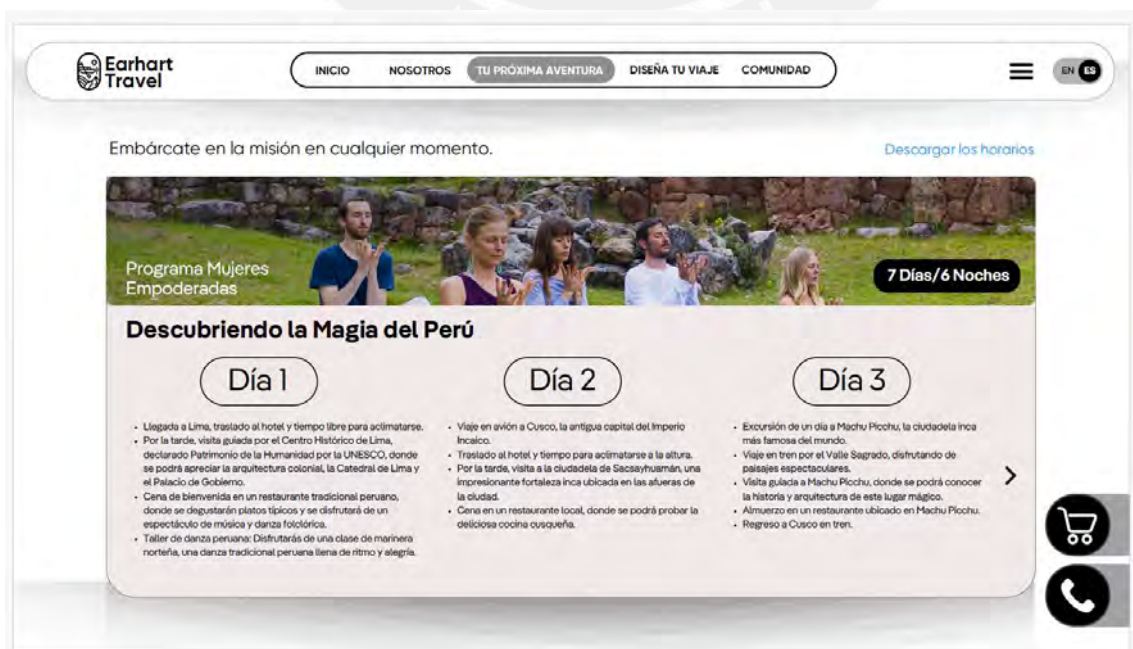 Earhart
Travel
INICIO NOSOTROS TU PRÓXIMA AVENTURA DISEÑA TU VIAJE COMUNIDAD
EN ES
Embárcate en la misión en cualquier momento.
Descargar los horarios
Programa Mujeres
Empoderadas
7 Días/6 Noches
Descubriendo la Magia del Perú
Día 1
• Llegada a Lima, traslado al hotel y tiempo libre para aclimatarse.
• Por la tarde, visita guiada por el Centro Histórico de Lima,
declarado Patrimonio de la Humanidad por la UNESCO, donde
se podrá apreciar la arquitectura colonial, la Catedral de Lima y
el Palacio de Gobierno.
• Cena de bienvenida en un restaurante tradicional peruano,
donde se degustarán platos típicos y se disfrutará de un
espectáculo de música y danza folclórica.
• Taller de danza peruana: Disfrutarás de una clase de marinera
norteña, una danza tradicional peruana llena de ritmo y alegría.
Día 2
• Viaje en avión a Cusco, la antigua capital del Imperio
Incaico.
• Traslado al hotel y tiempo para aclimatarse a la altura.
• Por la tarde, visita a la ciudadela de Sacsayhuamán, una
impresionante fortaleza inca ubicada en las afueras de
la ciudad.
• Cena en un restaurante local, donde se podrá probar la
deliciosa cocina cusqueña.
Día 3
• Excursión de un día a Machu Picchu, la ciudadela inca
más famosa del mundo.
• Viaje en tren por el Valle Sagrado, disfrutando de
paisajes espectaculares.
• Visita guiada a Machu Picchu, donde se podrá conocer
la historia y arquitectura de este lugar mágico.
• Almuerzo en un restaurante ubicado en Machu Picchu.
• Regreso a Cusco en tren.